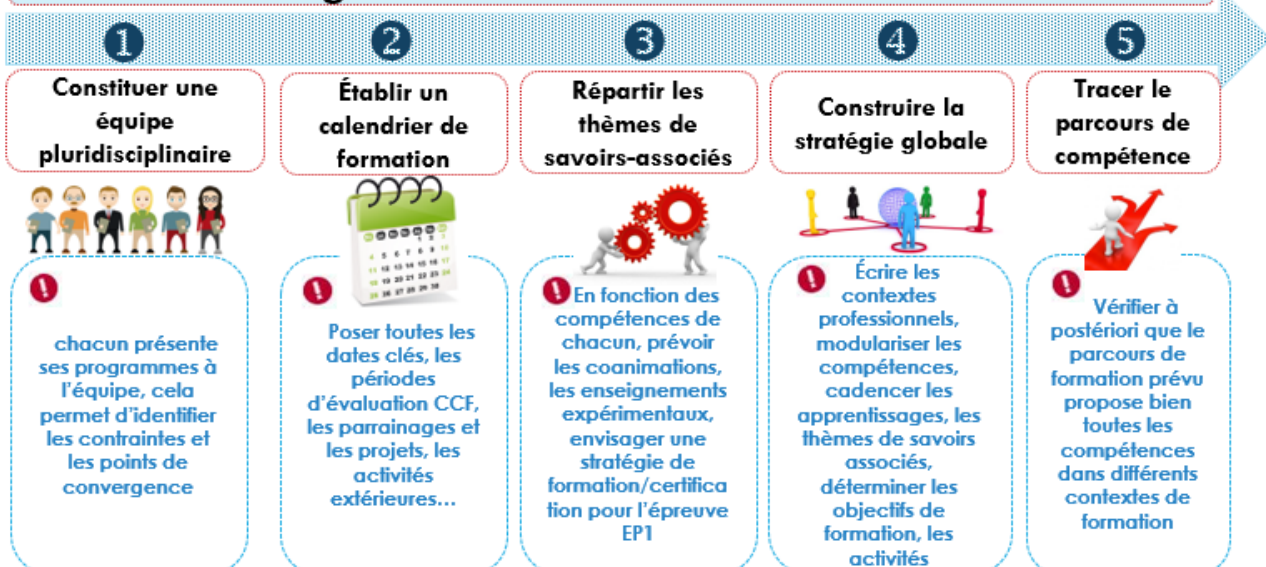 1
2
3
4
5
Constituer une
équipe
pluridisciplinaire
Établir un
calendrier de
formation
Répartir les
thèmes de
savoirs-associés
Construire la
stratégie globale
Tracer le
parcours de
compétence
chacun présente
ses programmes à
l'équipe, cela
permet d'identifier
les contraintes et
les points de
convergence
Poser toutes les
dates clés, les
périodes
d'évaluation CCF,
les parrainages et
les projets, les
activités
extérieures...
En fonction des
compétences de
chacun, prévoir
les coanimations,
les enseignements
expérimentaux,
envisager une
stratégie de
formation/certifica
tion pour l'épreuve
EP1
Écrire les
contextes
professionnels,
modulariser les
compétences,
cadencer les
apprentissages, les
thèmes de savoirs
associés,
déterminer les
objectifs de
formation, les
activités
Vérifier à
postériori que le
parcours de
formation prévu
propose bien
toutes les
compétences
dans différents
contextes de
formation